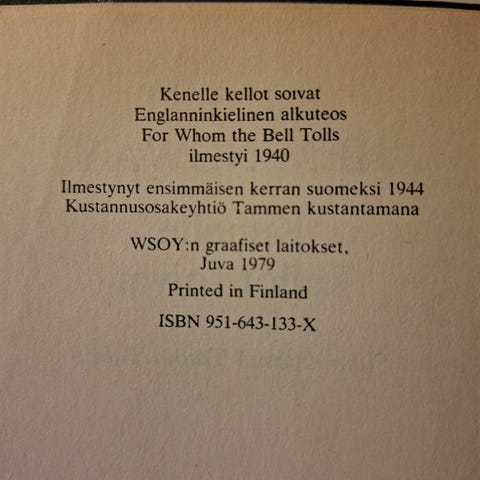 Kenelle kellot soivat
Englanninkielinen alkuteos
For Whom the Bell Tolls
ilmestyi 1940
Ilmestynyt ensimmäisen kerran suomeksi 1944
Kustannusosakeyhtiö Tammen kustantamana
WSOY:n graafiset laitokset,
Juva 1979
Printed in Finland
ISBN 951-643-133-X